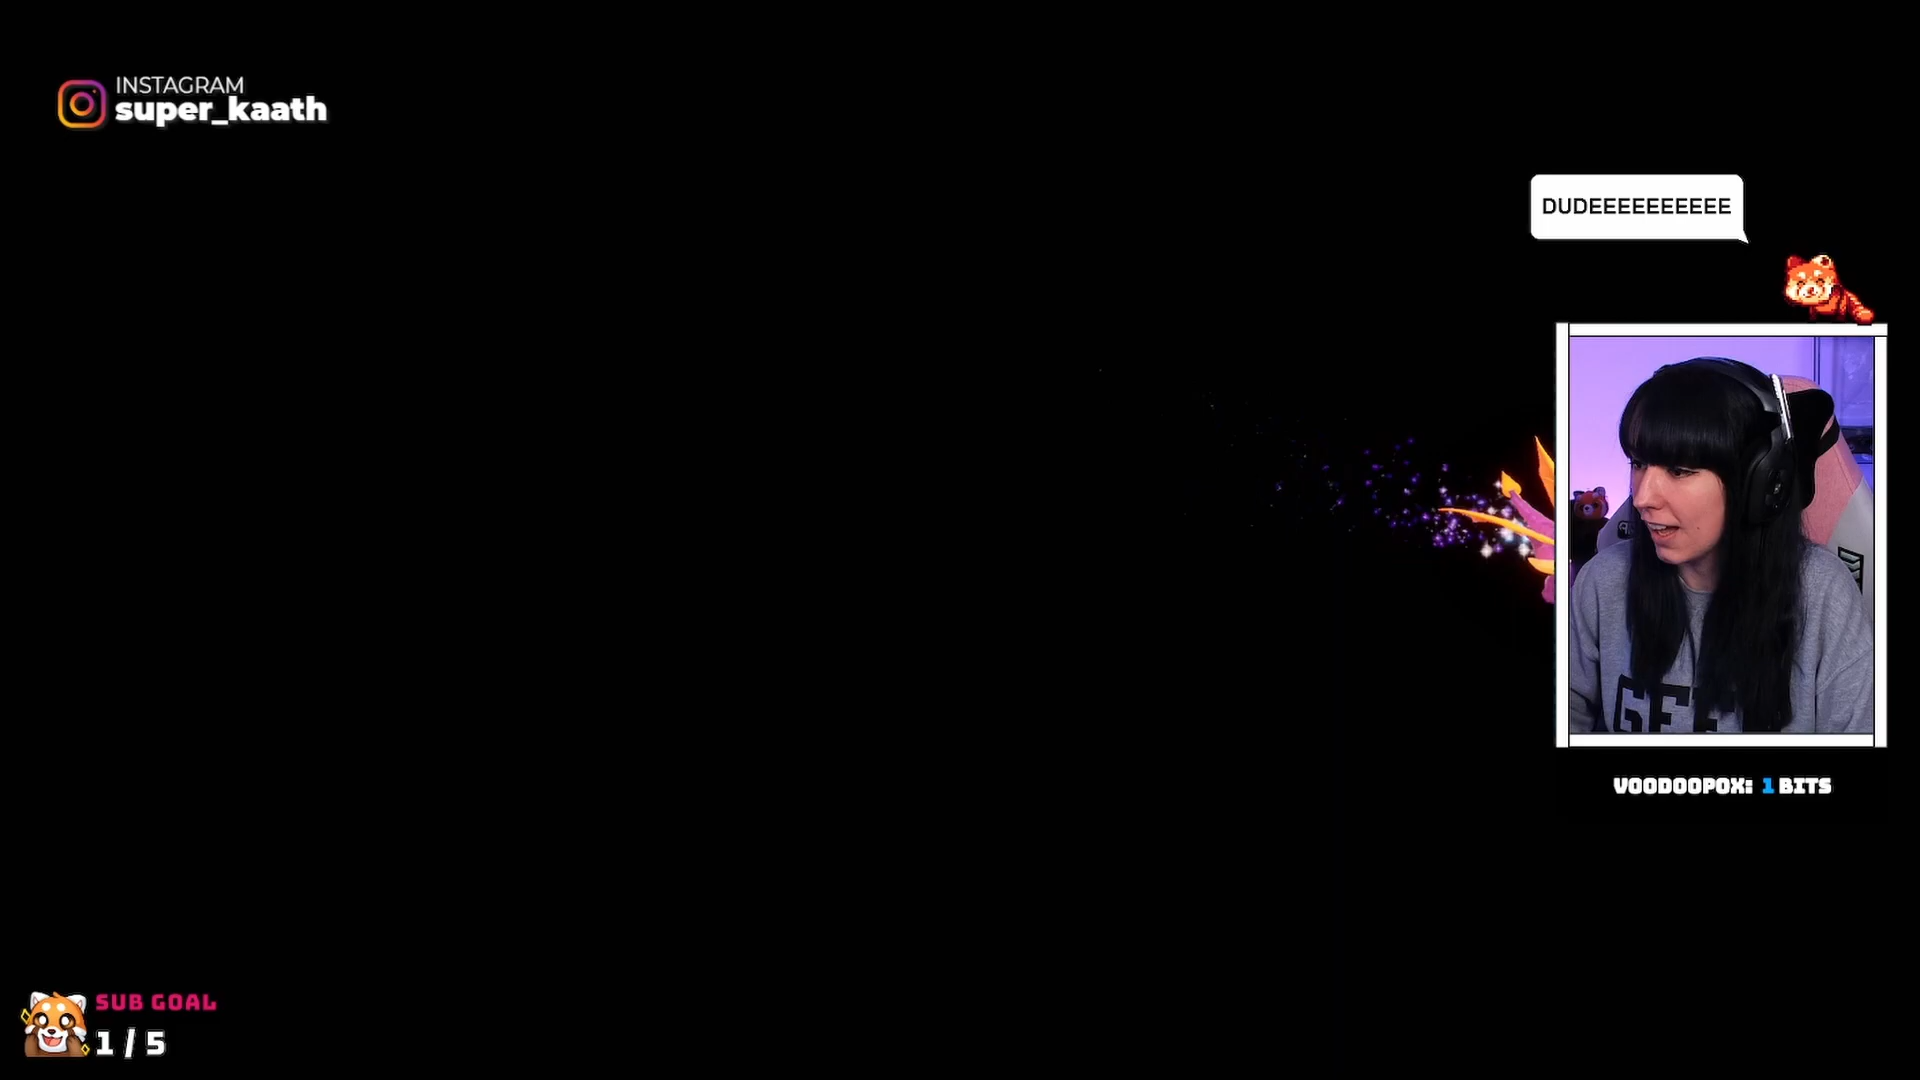 INSTAGRAM
super_kaath
DUDEEEEEEEEEE
VOODOOPOX: 1 BITS
SUB GOAL
1 / 5